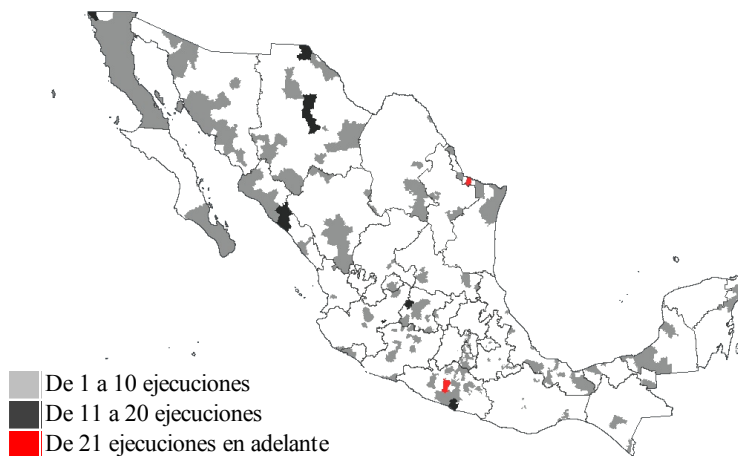 De 1 a 10 ejecuciones
De 11 a 20 ejecuciones
De 21 ejecuciones en adelante